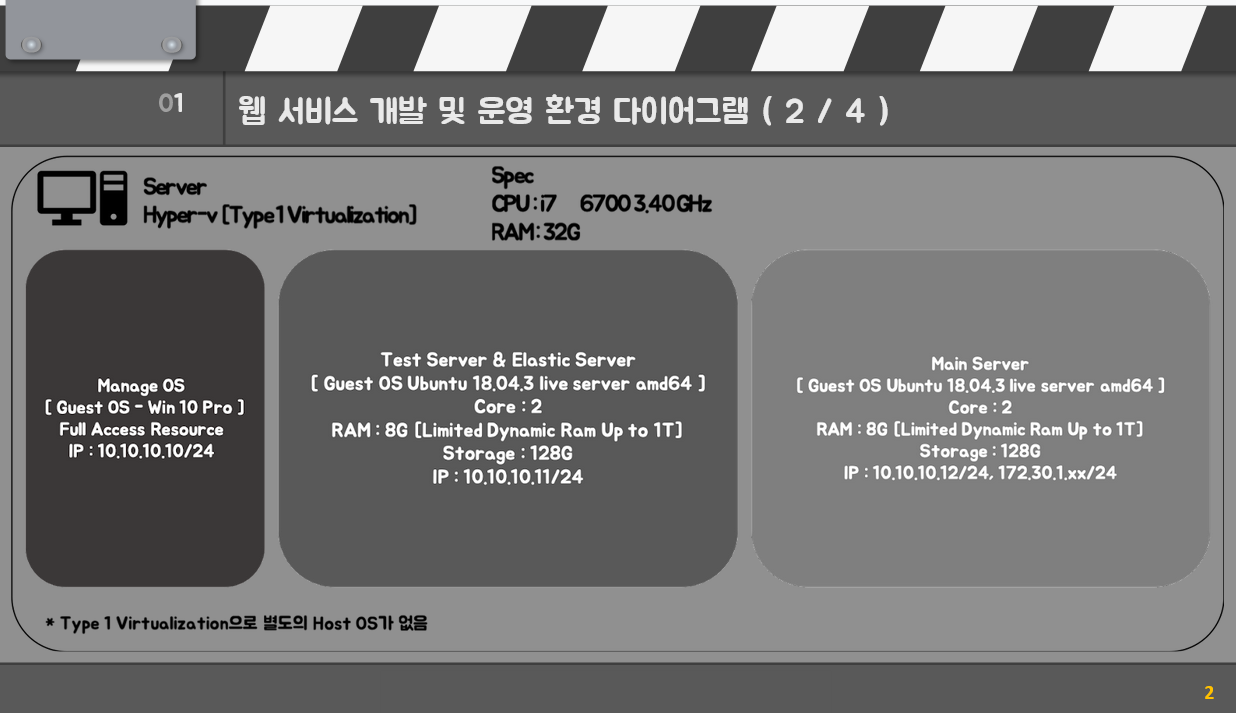 01
웹 서비스 개발 및 운영 환경 다이어그램 ( 2 / 4 )
Server
Hyper-v [Type1 Virtualization]
Spec
CPU : i7 6700 3.40GHz
RAM : 32G
Manage OS
[ Guest OS - Win 10 Pro ]
Full Access Resource
IP : 10.10.10.10/24
Test Server & Elastic Server
[ Guest OS Ubuntu 18.04.3 live server amd64 ]
Core : 2
RAM : 8G [Limited Dynamic Ram Up to 1T]
Storage : 128G
IP : 10.10.10.11/24
Main Server
[ Guest OS Ubuntu 18.04.3 live server amd64 ]
Core : 2
RAM : 8G [Limited Dynamic Ram Up to 1T]
Storage : 128G
IP : 10.10.10.12/24, 172.30.1.xx/24
* Type 1 Virtualization으로 별도의 Host OS가 없음
2